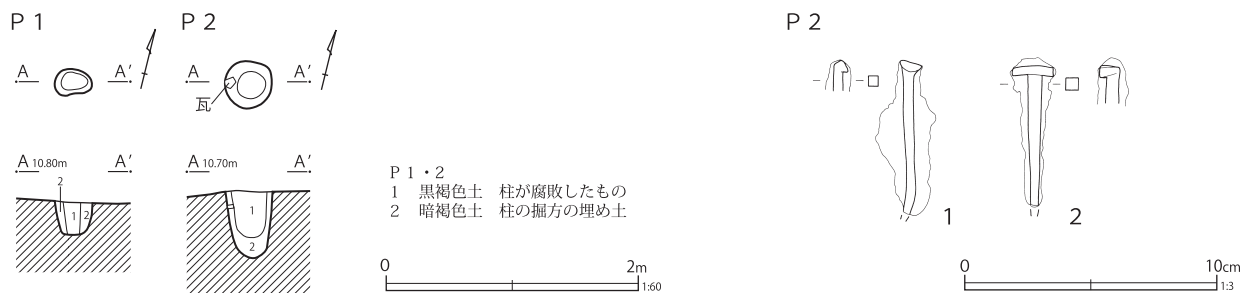 P 1
P 2
A A′
A A′
瓦
A 10.80m A′
2
1 2
A 10.70m A′
1
2
P 1・2
1 黒褐色土 柱が腐敗したもの
2 暗褐色土 柱の掘方の埋め土
0 2m
1:60
P 2
1
2
0 10cm
1:3